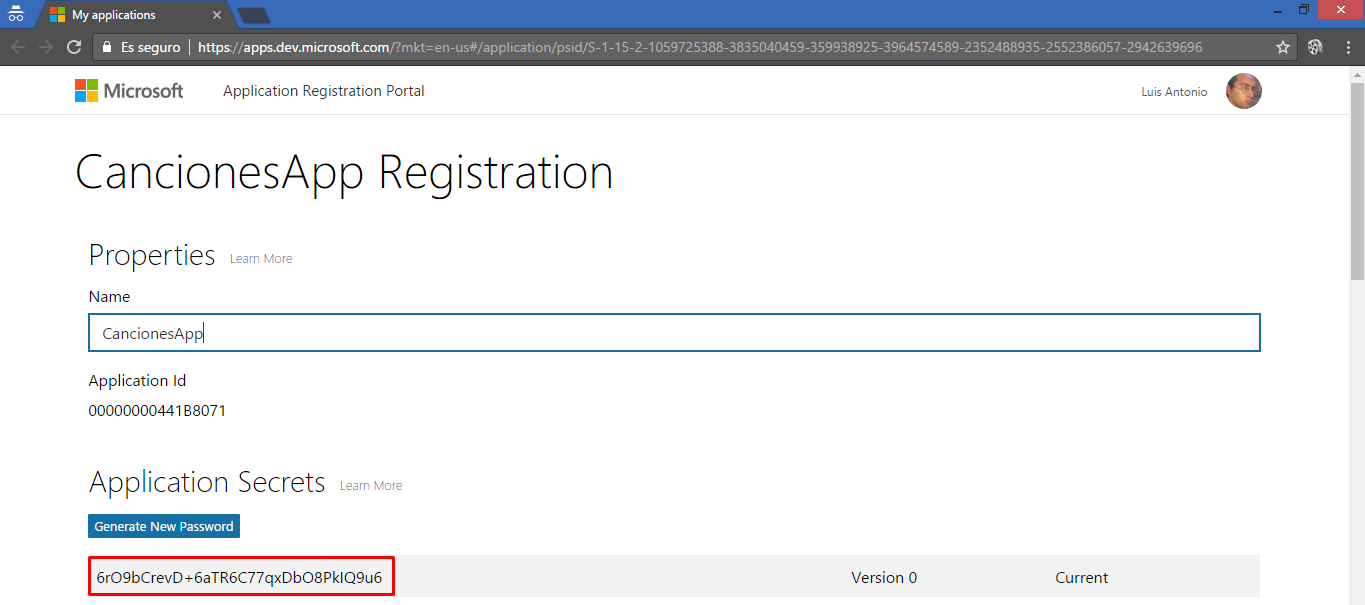 My applications
Es seguro | https://apps.dev.microsoft.com/?mkt=en-us#/application/psid/S-1-15-2-1059725388-3835040459-359938925-3964574589-2352488935-2552386057-2942639696
Microsoft Application Registration Portal Luis Antonio
CancionesApp Registration
Properties Learn More
Name
CancionesApp
Application Id
00000000441B8071
Application Secrets Learn More
Generate New Password
6rO9bCrevD+6aTR6C77qxDbO8PkIQ9u6 Version 0 Current